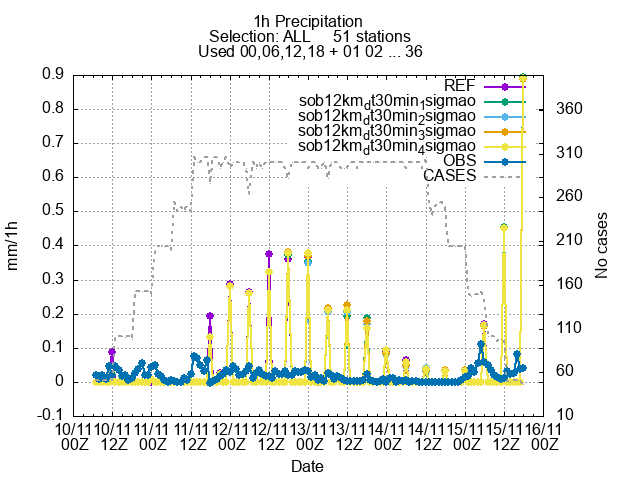 1h Precipitation
Selection: ALL 51 stations
Used 00,06,12,18 + 01 02 ... 36
REF
sob12km_dt30min_1sigmao
sob12km_dt30min_2sigmao
sob12km_dt30min_3sigmao
sob12km_dt30min_4sigmao
OBS
CASES
mm/1h
0.9
0.8
0.7
0.6
0.5
0.4
0.3
0.2
0.1
0
-0.1
No cases
360
310
260
210
160
110
60
10
10/11 10/11 11/11 11/11 12/11 12/11 13/11 13/11 14/11 14/11 15/11 15/11 16/11
00Z 12Z 00Z 12Z 00Z 12Z 00Z 12Z 00Z 12Z 00Z 12Z 00Z
Date